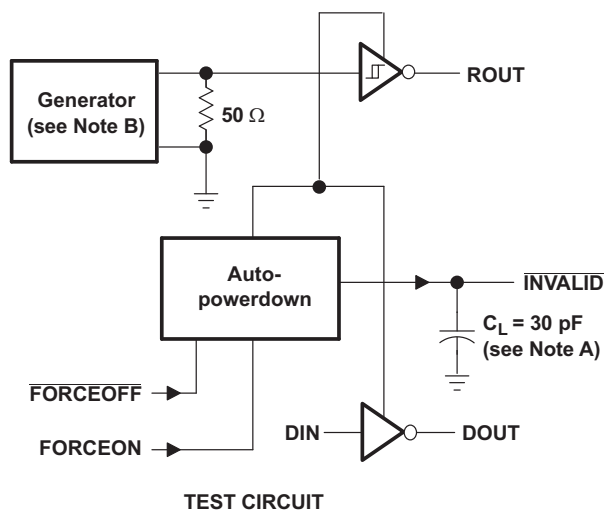 ROUT
Generator
(see Note B)
50 Ω
Auto-
powerdown
INVALID
C_L = 30 pF
(see Note A)
FORCEOFF
FORCEON
DIN
DOUT
TEST CIRCUIT